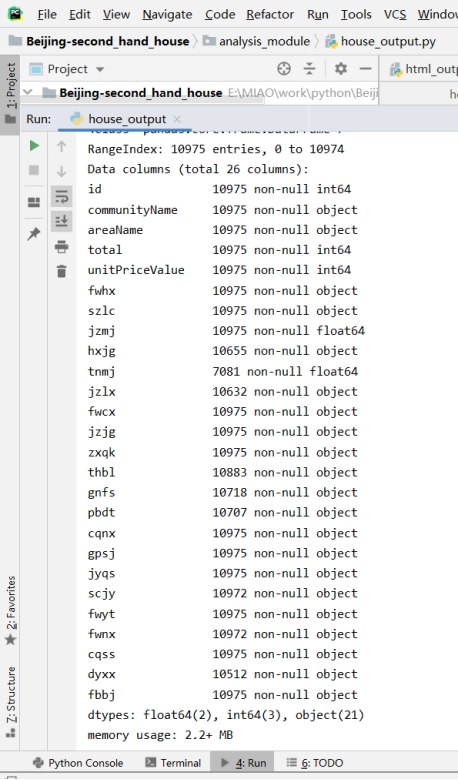 File Edit View Navigate Code Refactor Run Tools VCS Window
Beijing-second_hand_house analysis_module house_output.py
1: Project
Project
html_outp
Beijing-second_hand_house E:\MIAO\work\python\Beiji
Run: house_output
RangeIndex: 10975 entries, 0 to 10974
Data columns (total 26 columns):
id 10975 non-null int64
communityName 10975 non-null object
areaName 10975 non-null object
total 10975 non-null int64
unitPriceValue 10975 non-null int64
fwhx 10975 non-null object
szlc 10975 non-null object
jzmj 10975 non-null float64
hxjg 10655 non-null object
tnmj 7081 non-null float64
jzlx 10632 non-null object
fwcx 10975 non-null object
jzjg 10975 non-null object
zxqk 10975 non-null object
thbl 10883 non-null object
gnfs 10718 non-null object
pbdt 10707 non-null object
cqnx 10975 non-null object
gpsj 10975 non-null object
jyqs 10975 non-null object
scjy 10972 non-null object
fwyt 10975 non-null object
fwnx 10972 non-null object
cqss 10975 non-null object
dyxx 10512 non-null object
fbbj 10975 non-null object
dtypes: float64(2), int64(3), object(21)
memory usage: 2.2+ MB
2: Favorites
Z: Structure
Python Console Terminal 4: Run 6: TODO